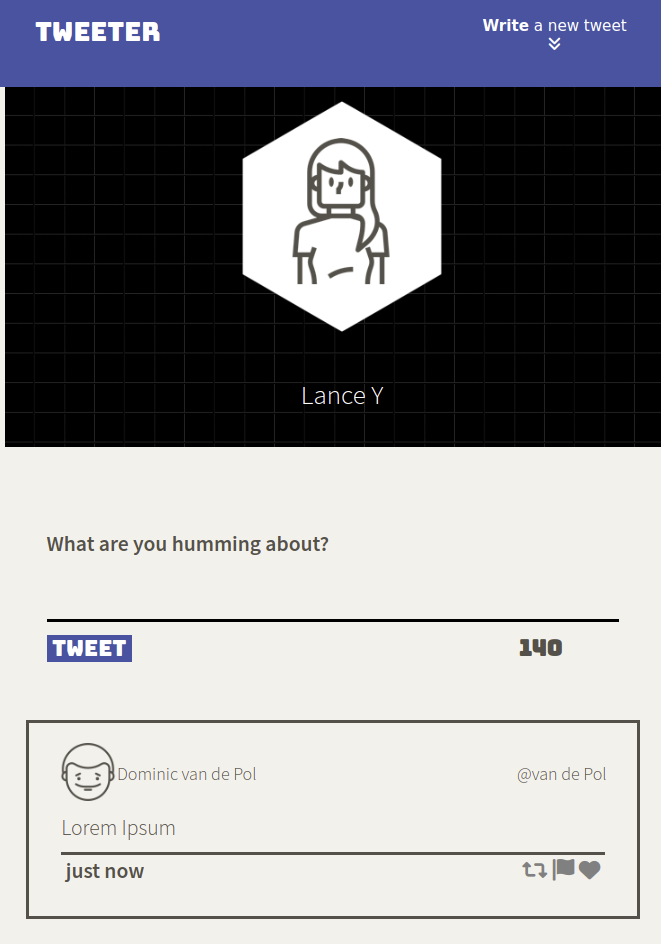 TWEETER
Write a new tweet
Lance Y
What are you humming about?
TWEET 140
Dominic van de Pol @van de Pol
Lorem Ipsum
just now